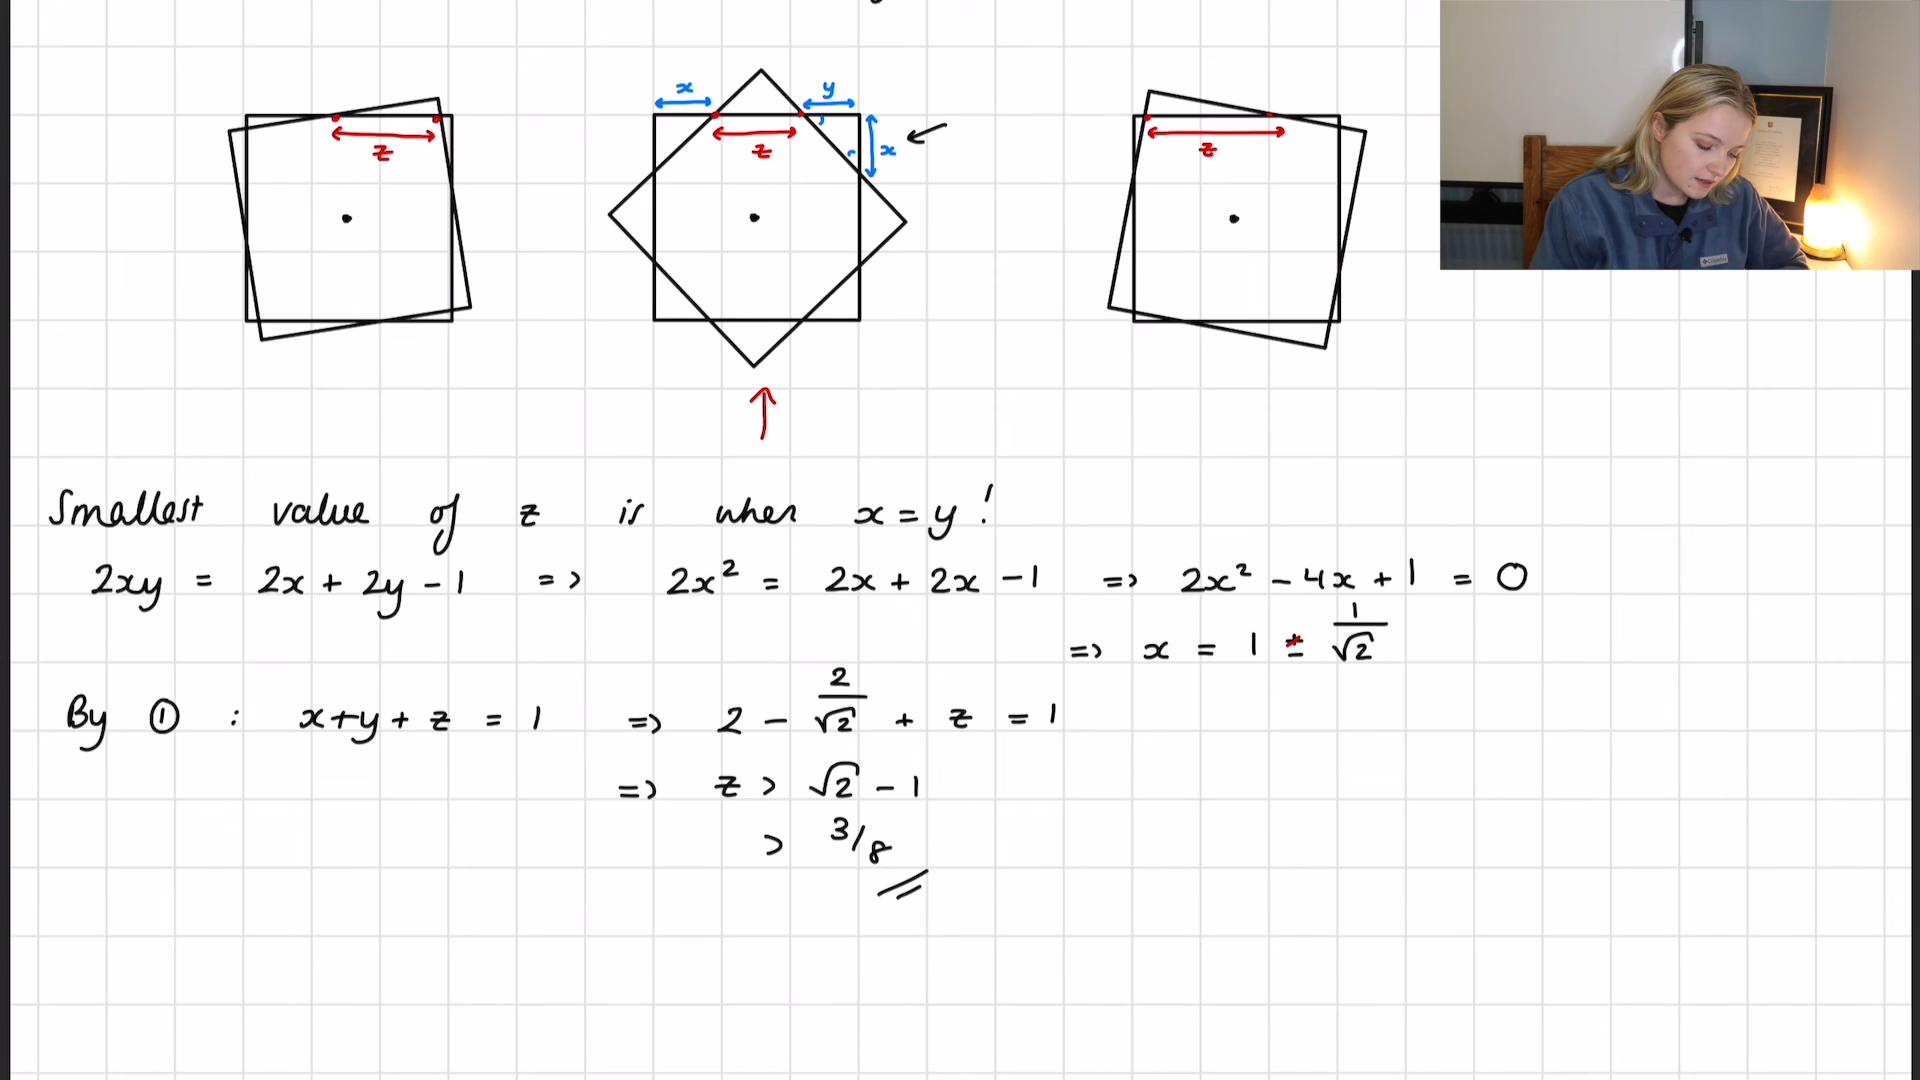 x y
z z x z
Smallest value of z is when x = y!
2xy = 2x + 2y - 1 => 2x² = 2x + 2x - 1 => 2x² - 4x + 1 = 0
=> x = 1 ± 1/√2
By ① : x + y + z = 1 => 2 - 2/√2 + z = 1
=> z > √2 - 1
> 3/8